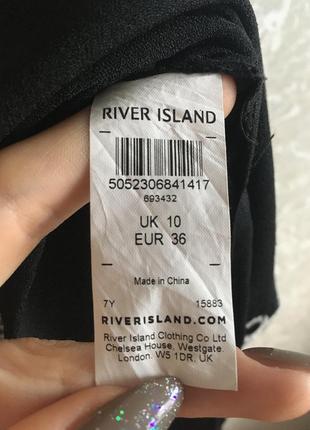 RIVER ISLAND
5052306841417
693432
UK 10
EUR 36
Made in China
7Y 15883
RIVERISLAND.COM
River Island Clothing Co Ltd
Chelsea House, Westgate
London. W5 1DR, UK